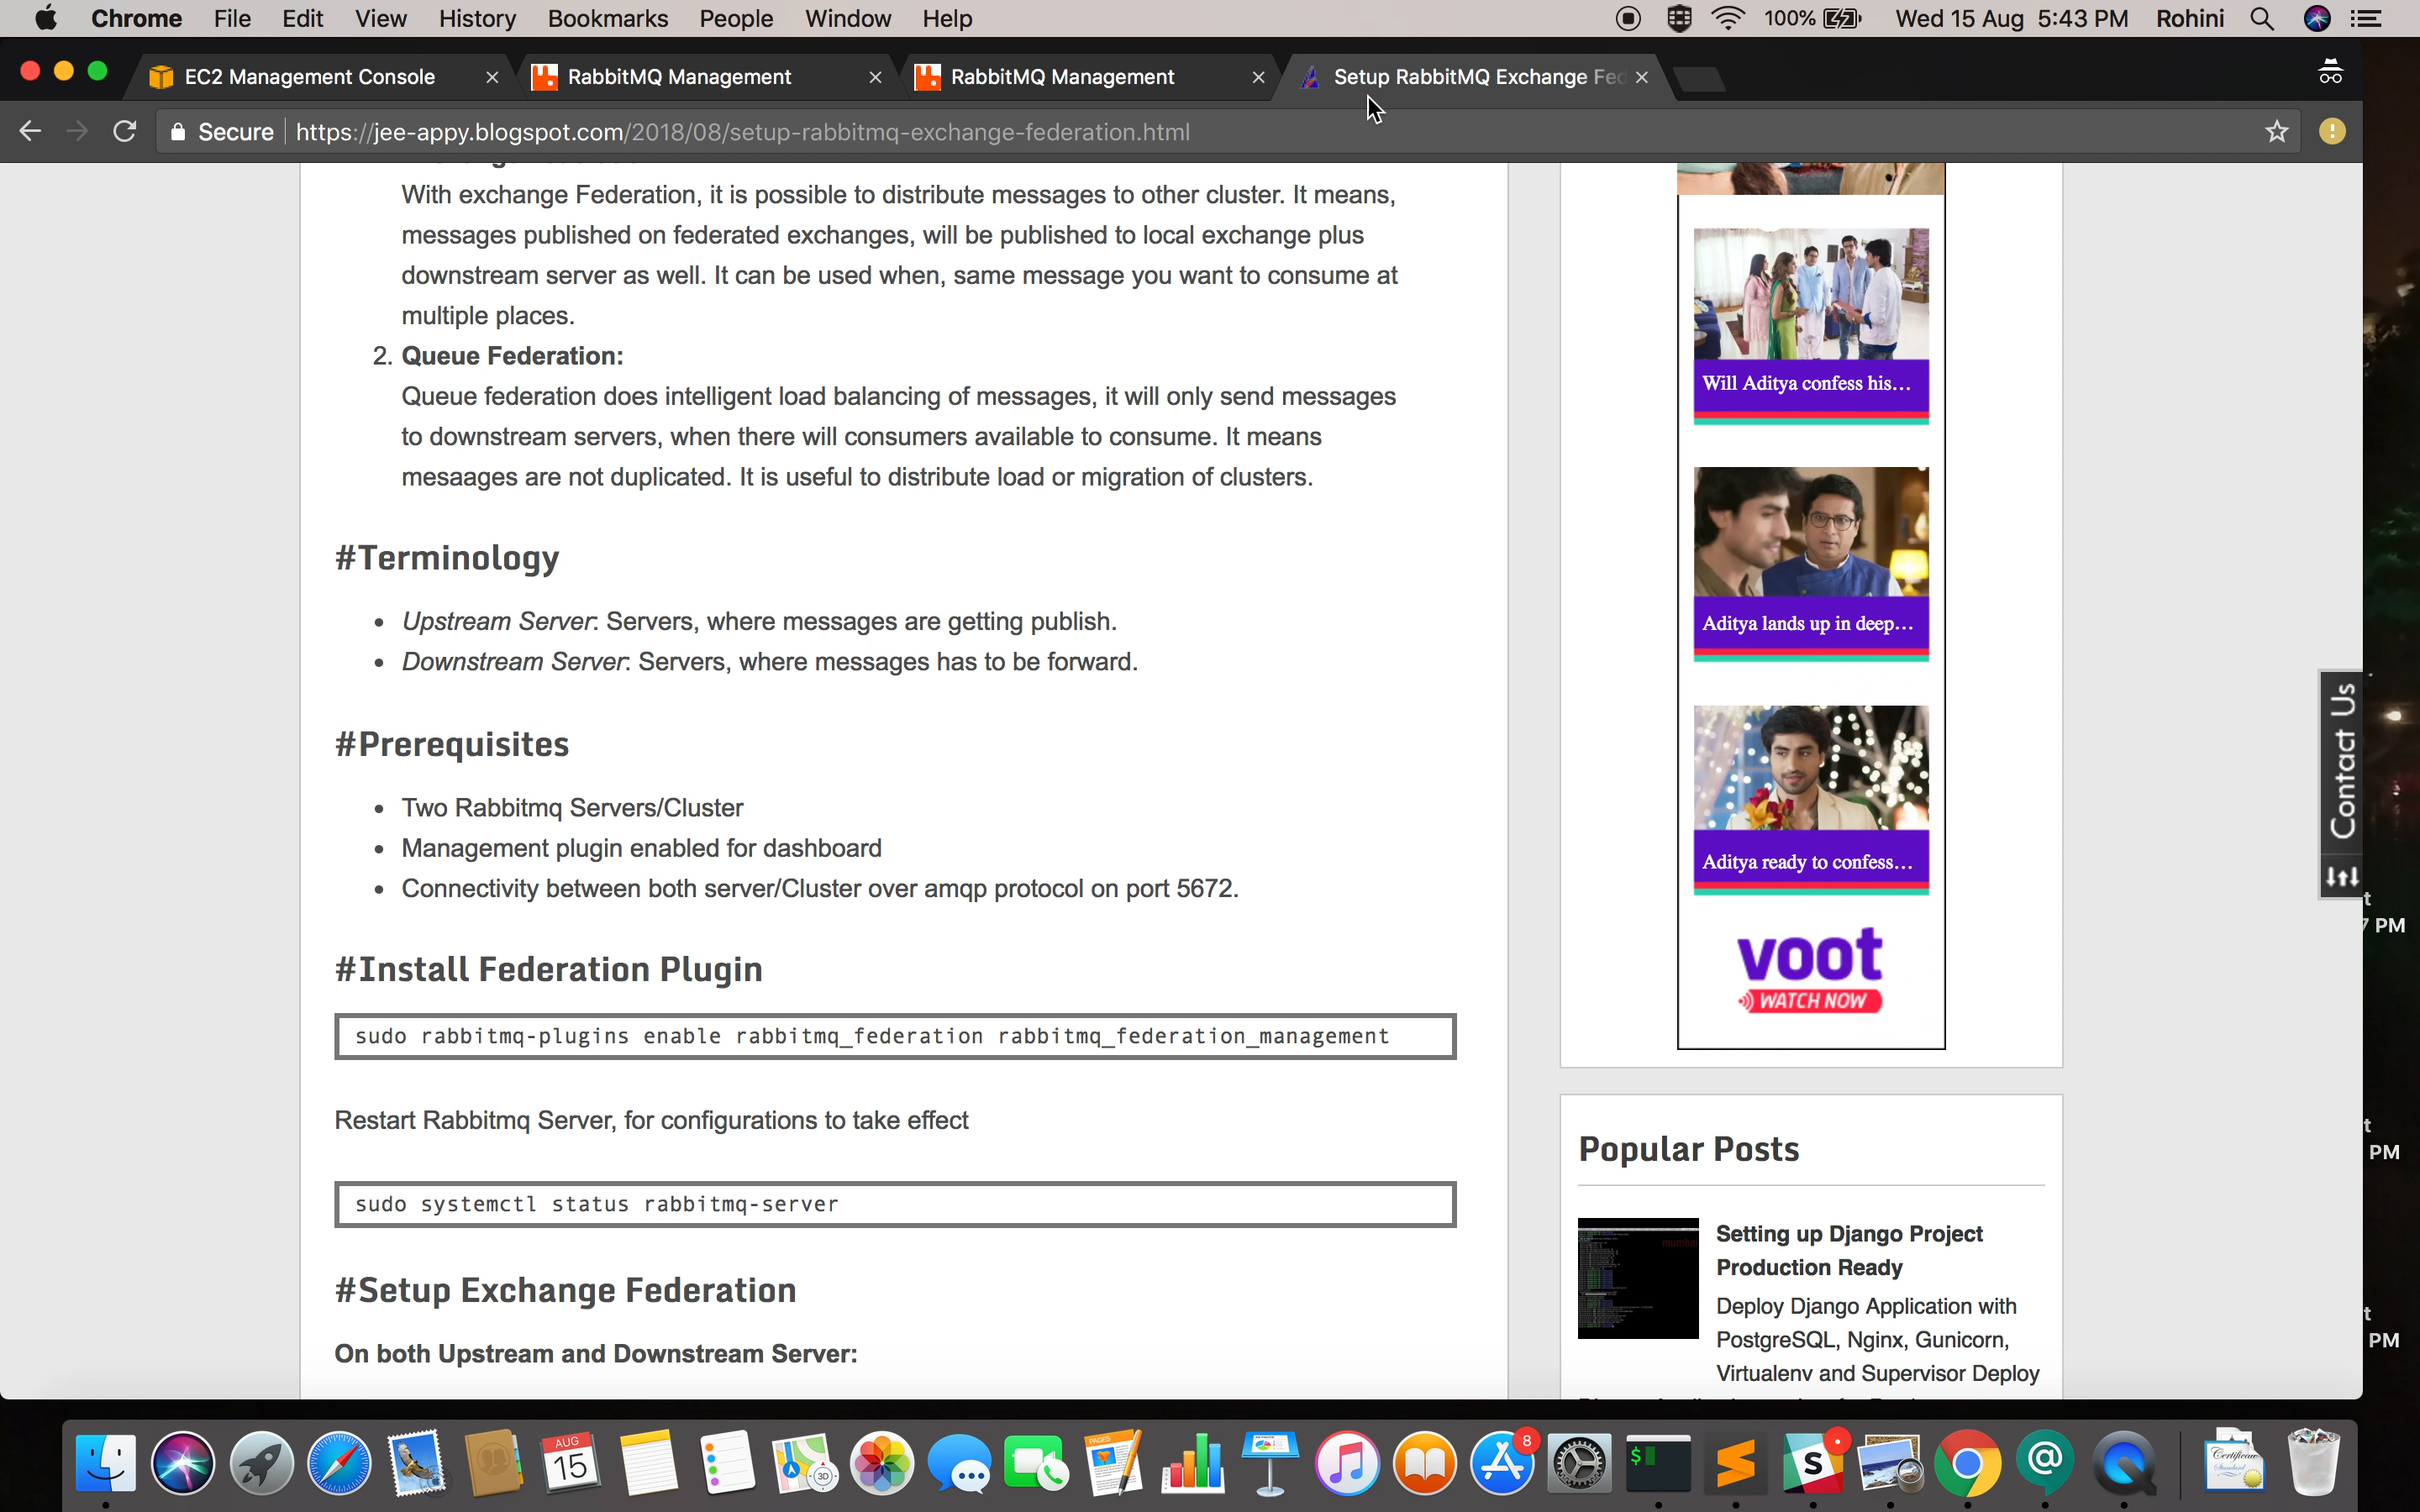 Chrome File Edit View History Bookmarks People Window Help 100% Wed 15 Aug 5:43 PM Rohini
EC2 Management Console RabbitMQ Management RabbitMQ Management Setup RabbitMQ Exchange Fed
Secure https://jee-appy.blogspot.com/2018/08/setup-rabbitmq-exchange-federation.html
With exchange Federation, it is possible to distribute messages to other cluster. It means,
messages published on federated exchanges, will be published to local exchange plus
downstream server as well. It can be used when, same message you want to consume at
multiple places.
2. Queue Federation:
Queue federation does intelligent load balancing of messages, it will only send messages
to downstream servers, when there will consumers available to consume. It means
mesaages are not duplicated. It is useful to distribute load or migration of clusters.
#Terminology
• Upstream Server: Servers, where messages are getting publish.
• Downstream Server: Servers, where messages has to be forward.
#Prerequisites
• Two Rabbitmq Servers/Cluster
• Management plugin enabled for dashboard
• Connectivity between both server/Cluster over amqp protocol on port 5672.
#Install Federation Plugin
sudo rabbitmq-plugins enable rabbitmq_federation rabbitmq_federation_management
Restart Rabbitmq Server, for configurations to take effect
sudo systemctl status rabbitmq-server
#Setup Exchange Federation
On both Upstream and Downstream Server:
Will Aditya confess his...
Aditya lands up in deep...
Aditya ready to confess...
voot
WATCH NOW
Popular Posts
Setting up Django Project
Production Ready
Deploy Django Application with
PostgreSQL, Nginx, Gunicorn,
Virtualenv and Supervisor Deploy
Contact Us
t
7 PM
t
PM
t
PM
AUG
15
PAGES
3D
8
$
S
@
Certificate